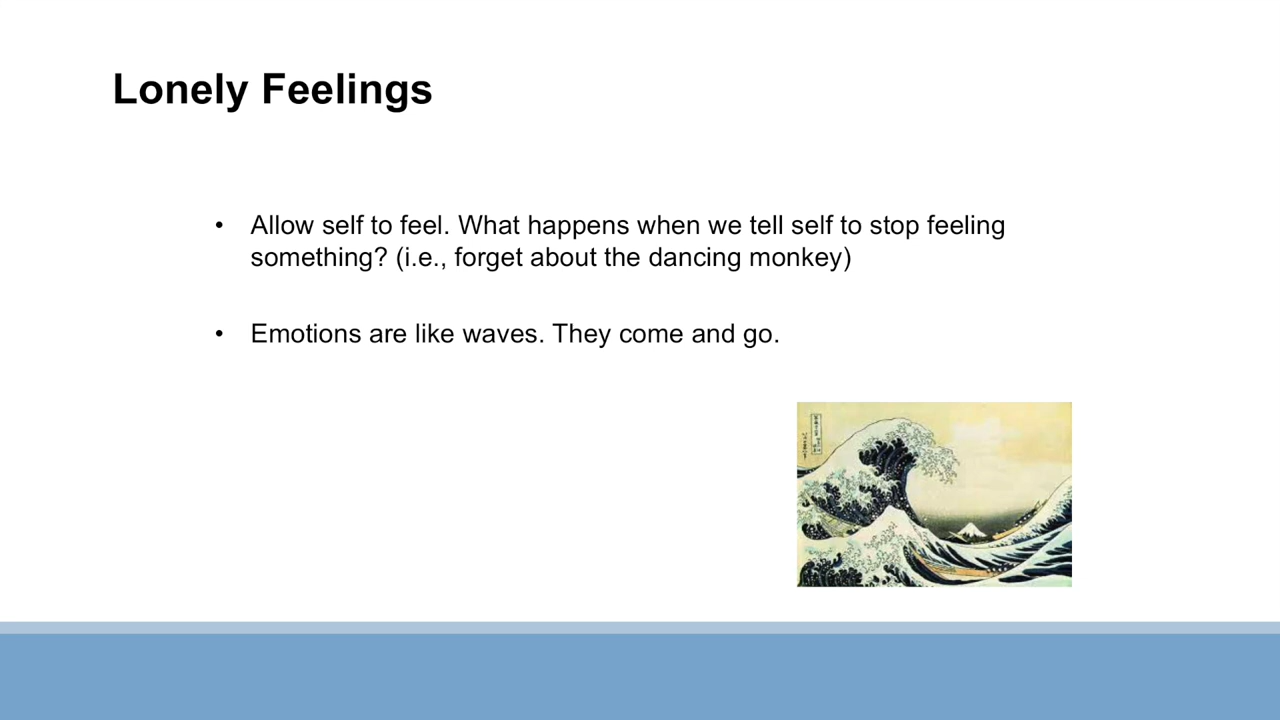 Lonely Feelings
• Allow self to feel. What happens when we tell self to stop feeling
something? (i.e., forget about the dancing monkey)
• Emotions are like waves. They come and go.